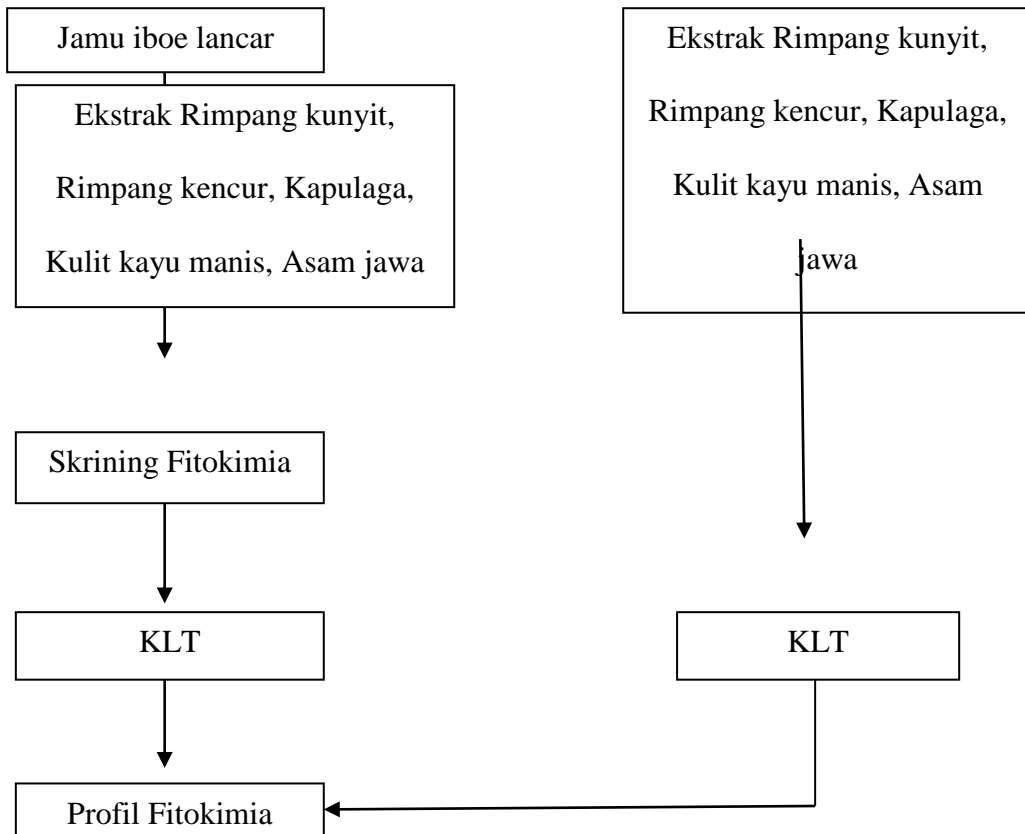 Jamu iboe lancar
Ekstrak Rimpang kunyit,
Rimpang kencur, Kapulaga,
Kulit kayu manis, Asam jawa
Skrining Fitokimia
KLT
Profil Fitokimia
Ekstrak Rimpang kunyit,
Rimpang kencur, Kapulaga,
Kulit kayu manis, Asam
jawa
KLT